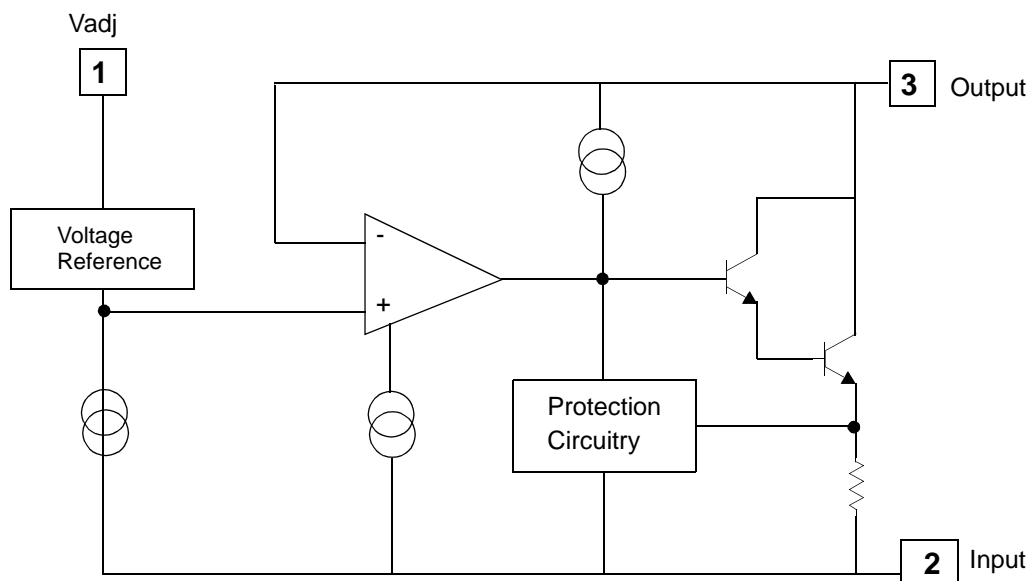 Vadj
1
3 Output
Voltage
Reference
-
+
Protection
Circuitry
2 Input